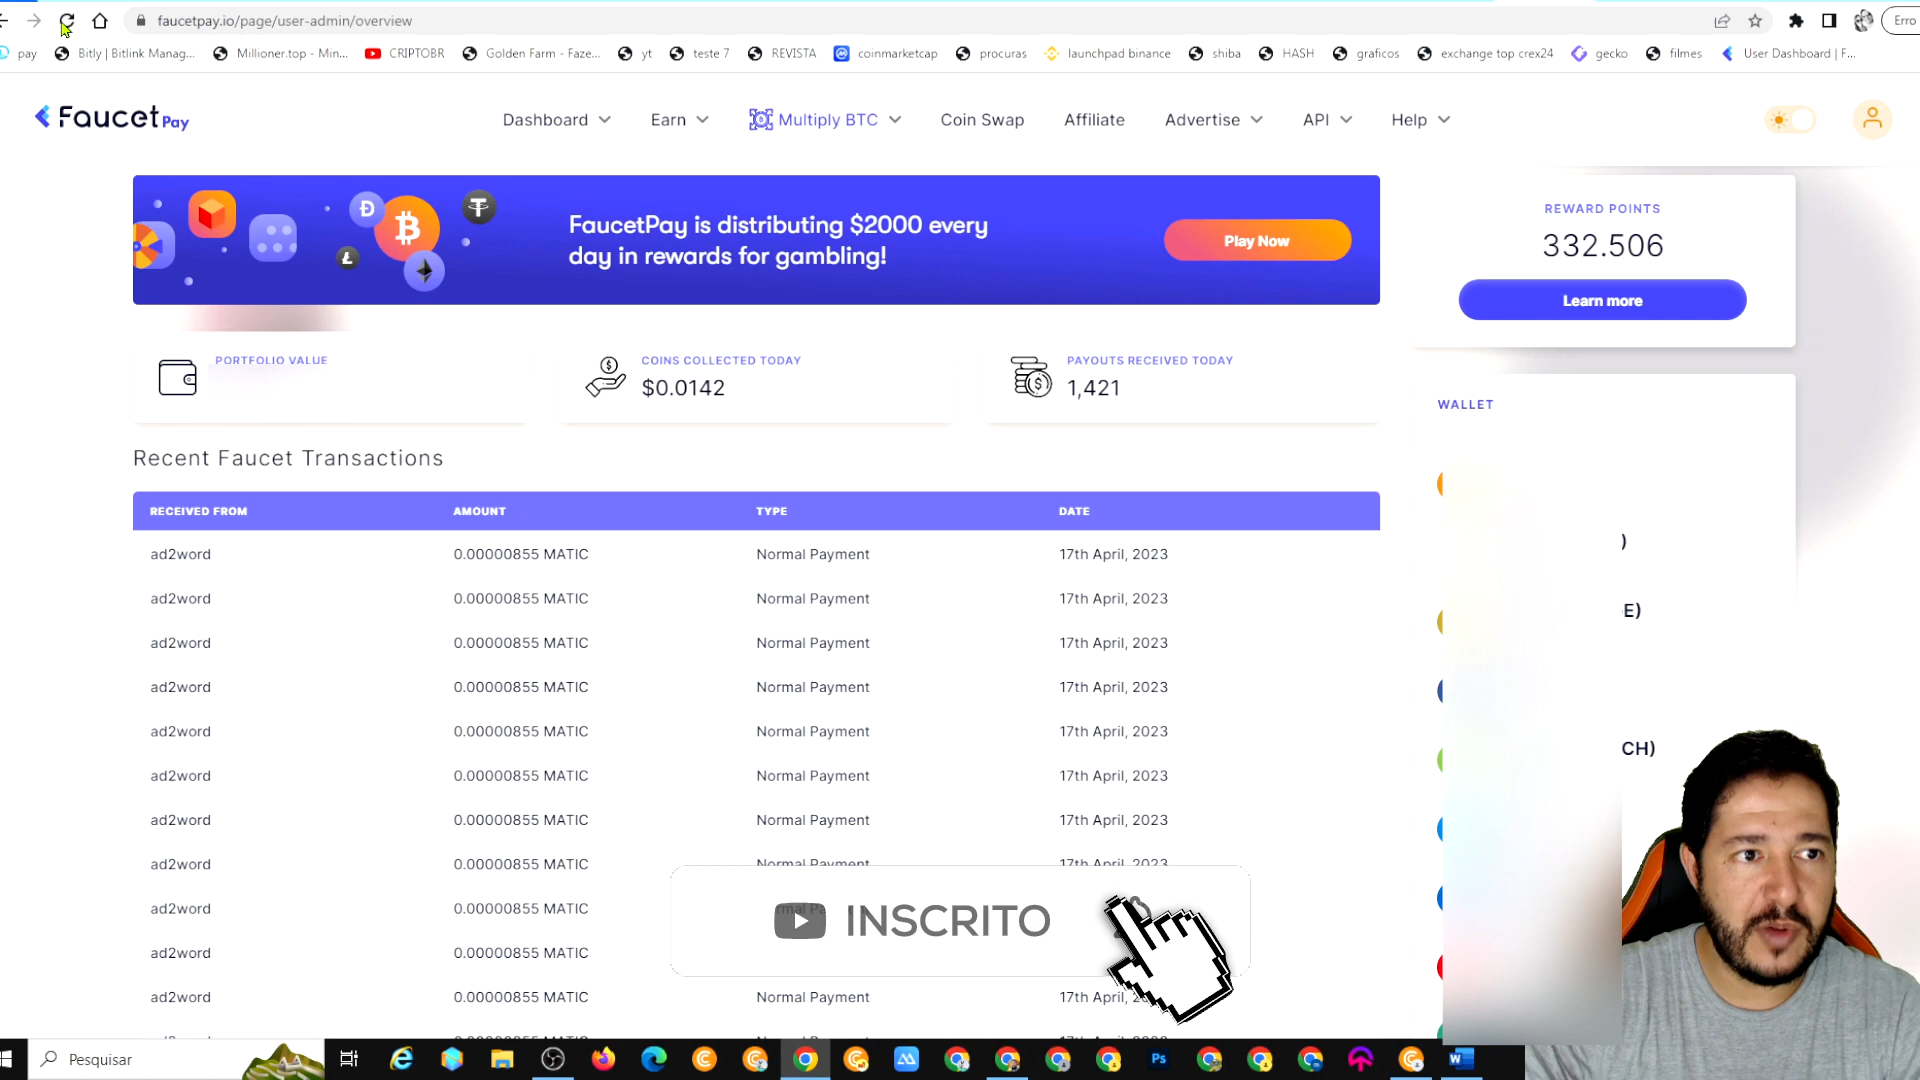 faucetpay.io/page/user-admin/overview
Erro
pay Bitly | Bitlink Manag... Millioner.top - Min... CRIPTOBR Golden Farm - Faze... yt teste 7 REVISTA coinmarketcap procuras launchpad binance shiba HASH graficos exchange top crex24 gecko filmes User Dashboard | F...
FaucetPay Dashboard Earn Multiply BTC Coin Swap Affiliate Advertise API Help
FaucetPay is distributing $2000 every
day in rewards for gambling!
Play Now
REWARD POINTS
332.506
Learn more
PORTFOLIO VALUE
COINS COLLECTED TODAY
$0.0142
PAYOUTS RECEIVED TODAY
1,421
WALLET
)
E)
CH)
Recent Faucet Transactions
RECEIVED FROM AMOUNT TYPE DATE
ad2word 0.00000855 MATIC Normal Payment 17th April, 2023
ad2word 0.00000855 MATIC Normal Payment 17th April, 2023
ad2word 0.00000855 MATIC Normal Payment 17th April, 2023
ad2word 0.00000855 MATIC Normal Payment 17th April, 2023
ad2word 0.00000855 MATIC Normal Payment 17th April, 2023
ad2word 0.00000855 MATIC Normal Payment 17th April, 2023
ad2word 0.00000855 MATIC Normal Payment 17th April, 2023
ad2word 0.00000855 MATIC Normal Payment 17th April, 2023
ad2word 0.00000855 MATIC
ad2word 0.00000855 MATIC
ad2word 0.00000855 MATIC Normal Payment 17th April,
INSCRITO
Pesquisar
Ps